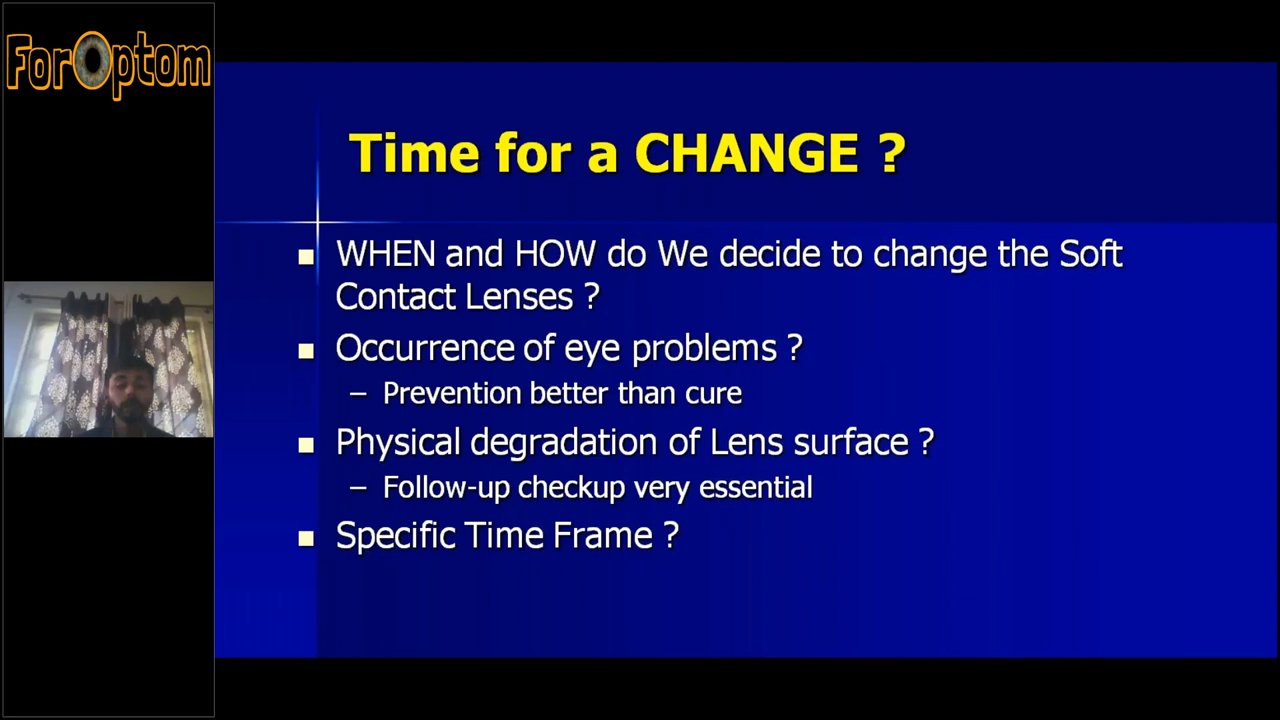 ForOptom
Time for a CHANGE ?
WHEN and HOW do We decide to change the Soft
Contact Lenses ?
Occurrence of eye problems ?
– Prevention better than cure
Physical degradation of Lens surface ?
– Follow-up checkup very essential
Specific Time Frame ?